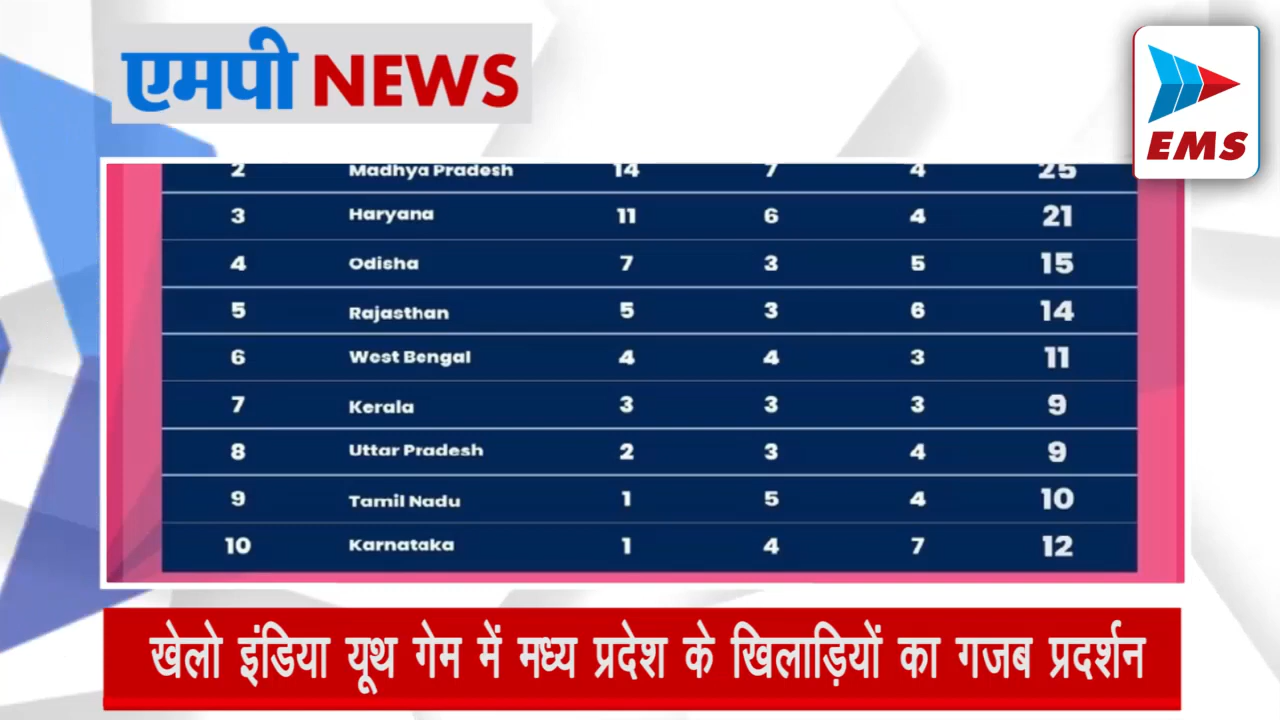 एमपी NEWS
EMS
2 Madhya Pradesh 14 7 4 25
3 Haryana 11 6 4 21
4 Odisha 7 3 5 15
5 Rajasthan 5 3 6 14
6 West Bengal 4 4 3 11
7 Kerala 3 3 3 9
8 Uttar Pradesh 2 3 4 9
9 Tamil Nadu 1 5 4 10
10 Karnataka 1 4 7 12
खेलो इंडिया यूथ गेम में मध्य प्रदेश के खिलाड़ियों का गजब प्रदर्शन